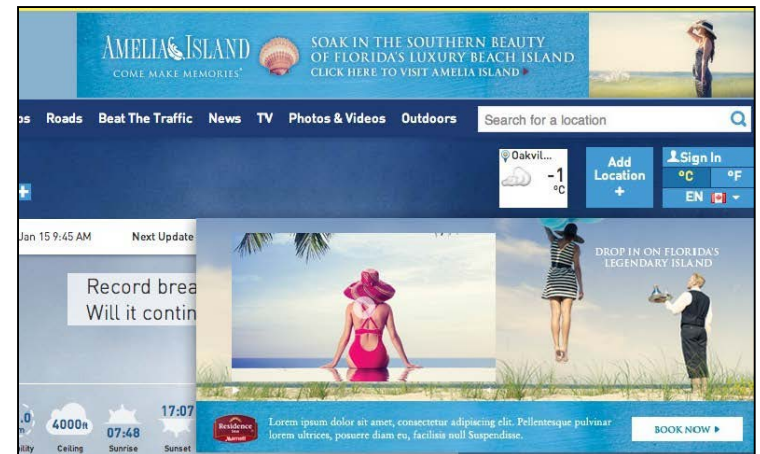 AMELIA ISLAND
COME MAKE MEMORIES®
SOAK IN THE SOUTHERN BEAUTY
OF FLORIDA'S LUXURY BEACH ISLAND
CLICK HERE TO VISIT AMELIA ISLAND
Roads Beat The Traffic News TV Photos & Videos Outdoors Search for a location
Oakvil...
-1
°C
Add
Location
+
Sign In
°C °F
EN
+
Jan 15 9:45 AM Next Update
Record brea
Will it contin
DROP IN ON FLORIDA'S
LEGENDARY ISLAND
.0
4000ft
07:48
17:07
ility Ceiling Sunrise Sunset
Residence
Inn
Marriott
Lorem ipsum dolor sit amet, consectetur adipiscing elit. Pellentesque pulvinar
lorem ultrices, posuere diam eu, facilisis null Suspendisse.
BOOK NOW